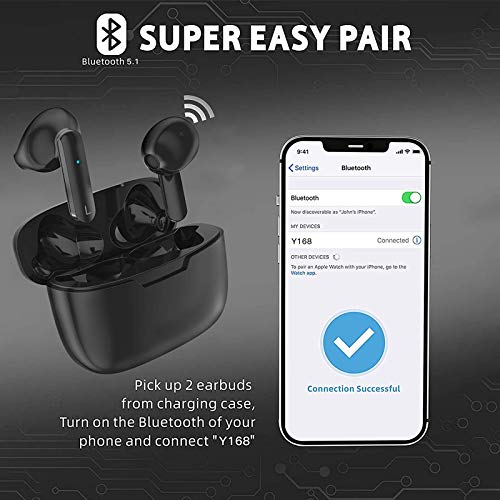 SUPER EASY PAIR
Bluetooth 5.1
9:41
Settings
Bluetooth
Bluetooth
Now discoverable as "John's iPhone".
MY DEVICES
Y168 Connected
OTHER DEVICES
To pair an Apple Watch with your iPhone, go to the
Watch app.
Connection Successful
Pick up 2 earbuds
from charging case,
Turn on the Bluetooth of your
phone and connect "Y168"